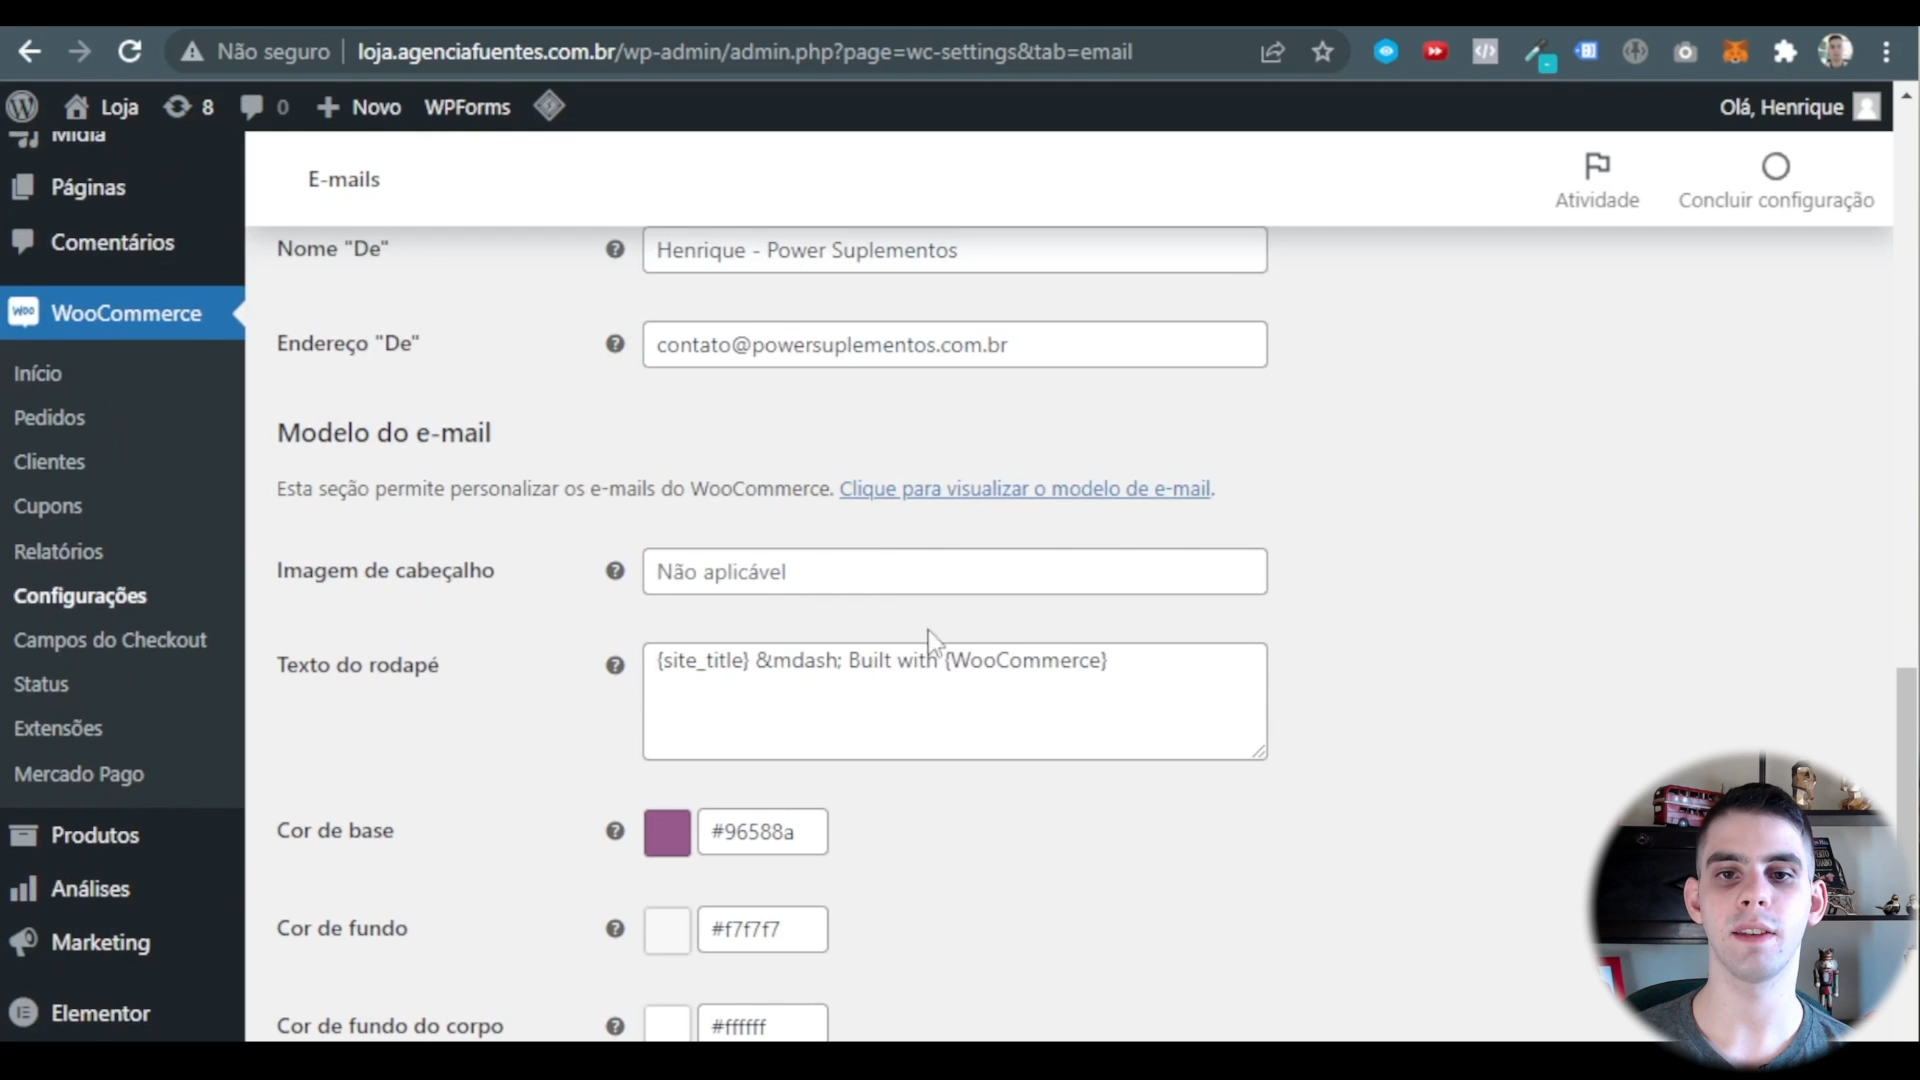 Não seguro
loja.agenciafuentes.com.br/wp-admin/admin.php?page=wc-settings&tab=email
Loja
8
0
Novo
WPForms
Olá, Henrique
Mídia
Páginas
Comentários
WooCommerce
Início
Pedidos
Clientes
Cupons
Relatórios
Configurações
Campos do Checkout
Status
Extensões
Mercado Pago
Produtos
Análises
Marketing
Elementor
E-mails
Atividade
Concluir configuração
Nome "De"
Henrique - Power Suplementos
Endereço "De"
contato@powersuplementos.com.br
Modelo do e-mail
Esta seção permite personalizar os e-mails do WooCommerce. Clique para visualizar o modelo de e-mail.
Imagem de cabeçalho
Não aplicável
Texto do rodapé
{site_title} &mdash; Built with {WooCommerce}
Cor de base
#96588a
Cor de fundo
#f7f7f7
Cor de fundo do corpo
#ffffff